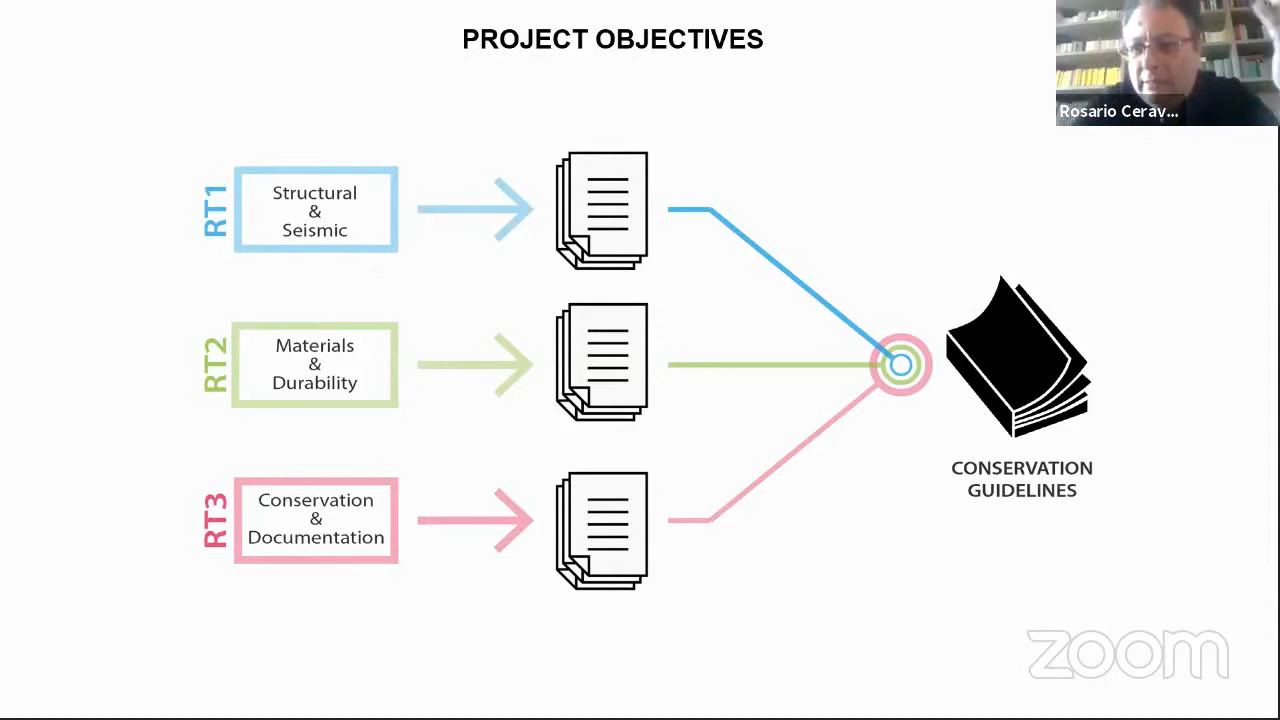 PROJECT OBJECTIVES
Rosario Cerav...
RT1
Structural
&
Seismic
RT2
Materials
&
Durability
RT3
Conservation
&
Documentation
CONSERVATION
GUIDELINES
zoom